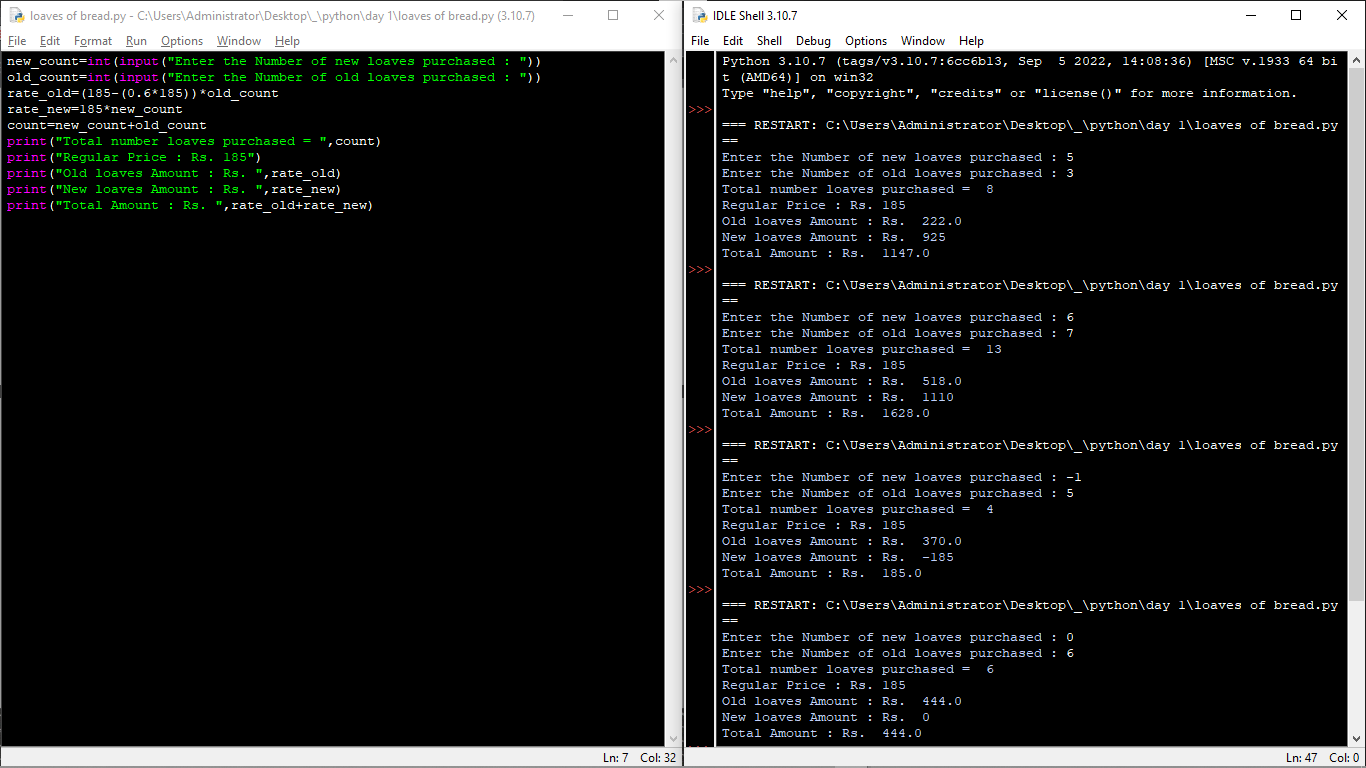 loaves of bread.py - C:\Users\Administrator\Desktop\_\python\day 1\loaves of bread.py (3.10.7)
File Edit Format Run Options Window Help
new_count=int(input("Enter the Number of new loaves purchased : "))
old_count=int(input("Enter the Number of old loaves purchased : "))
rate_old=(185-(0.6*185))*old_count
rate_new=185*new_count
count=new_count+old_count
print("Total number loaves purchased = ",count)
print("Regular Price : Rs. 185")
print("Old loaves Amount : Rs. ",rate_old)
print("New loaves Amount : Rs. ",rate_new)
print("Total Amount : Rs. ",rate_old+rate_new)
Ln: 7 Col: 32
IDLE Shell 3.10.7
File Edit Shell Debug Options Window Help
Python 3.10.7 (tags/v3.10.7:6cc6b13, Sep  5 2022, 14:08:36) [MSC v.1933 64 bi
t (AMD64)] on win32
Type "help", "copyright", "credits" or "license()" for more information.
>>>
=== RESTART: C:\Users\Administrator\Desktop\_\python\day 1\loaves of bread.py
==
Enter the Number of new loaves purchased : 5
Enter the Number of old loaves purchased : 3
Total number loaves purchased =  8
Regular Price : Rs. 185
Old loaves Amount : Rs.  222.0
New loaves Amount : Rs.  925
Total Amount : Rs.  1147.0
>>>
=== RESTART: C:\Users\Administrator\Desktop\_\python\day 1\loaves of bread.py
==
Enter the Number of new loaves purchased : 6
Enter the Number of old loaves purchased : 7
Total number loaves purchased =  13
Regular Price : Rs. 185
Old loaves Amount : Rs.  518.0
New loaves Amount : Rs.  1110
Total Amount : Rs.  1628.0
>>>
=== RESTART: C:\Users\Administrator\Desktop\_\python\day 1\loaves of bread.py
==
Enter the Number of new loaves purchased : -1
Enter the Number of old loaves purchased : 5
Total number loaves purchased =  4
Regular Price : Rs. 185
Old loaves Amount : Rs.  370.0
New loaves Amount : Rs.  -185
Total Amount : Rs.  185.0
>>>
=== RESTART: C:\Users\Administrator\Desktop\_\python\day 1\loaves of bread.py
==
Enter the Number of new loaves purchased : 0
Enter the Number of old loaves purchased : 6
Total number loaves purchased =  6
Regular Price : Rs. 185
Old loaves Amount : Rs.  444.0
New loaves Amount : Rs.  0
Total Amount : Rs.  444.0
Ln: 47 Col: 0